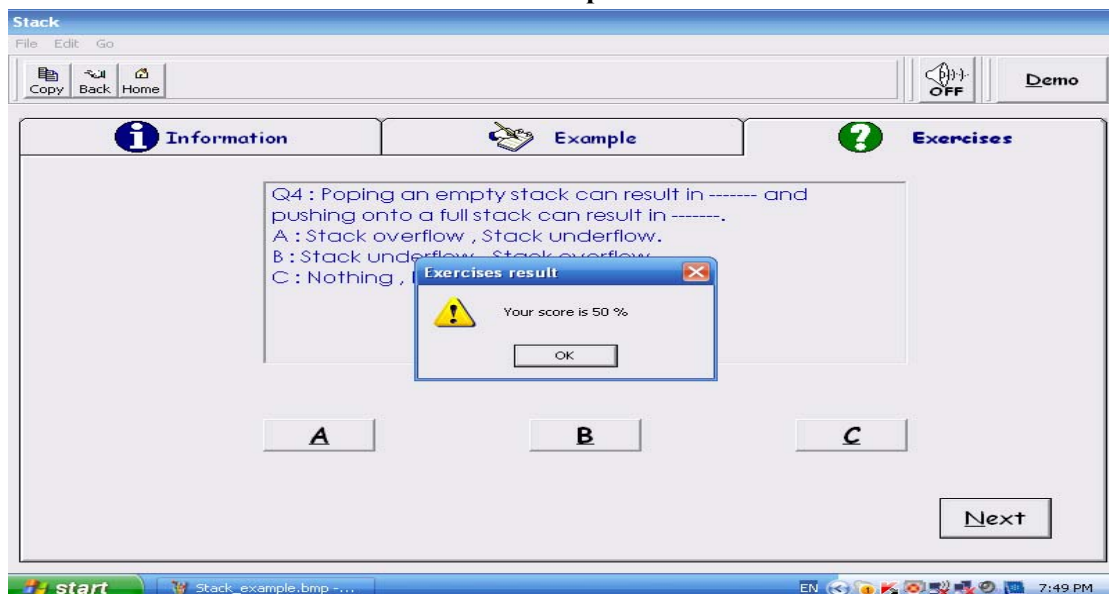 Stack
File Edit Go
Copy Back Home
OFF
Demo
Information
Example
Exercises
Q4 : Poping an empty stack can result in ------- and
pushing onto a full stack can result in -------.
A : Stack overflow , Stack underflow.
B : Stack underflow , Stack overflow
C : Nothing ,
Exercises result
Your score is 50 %
OK
A
B
C
Next
start
Stack_example.bmp -...
EN
7:49 PM